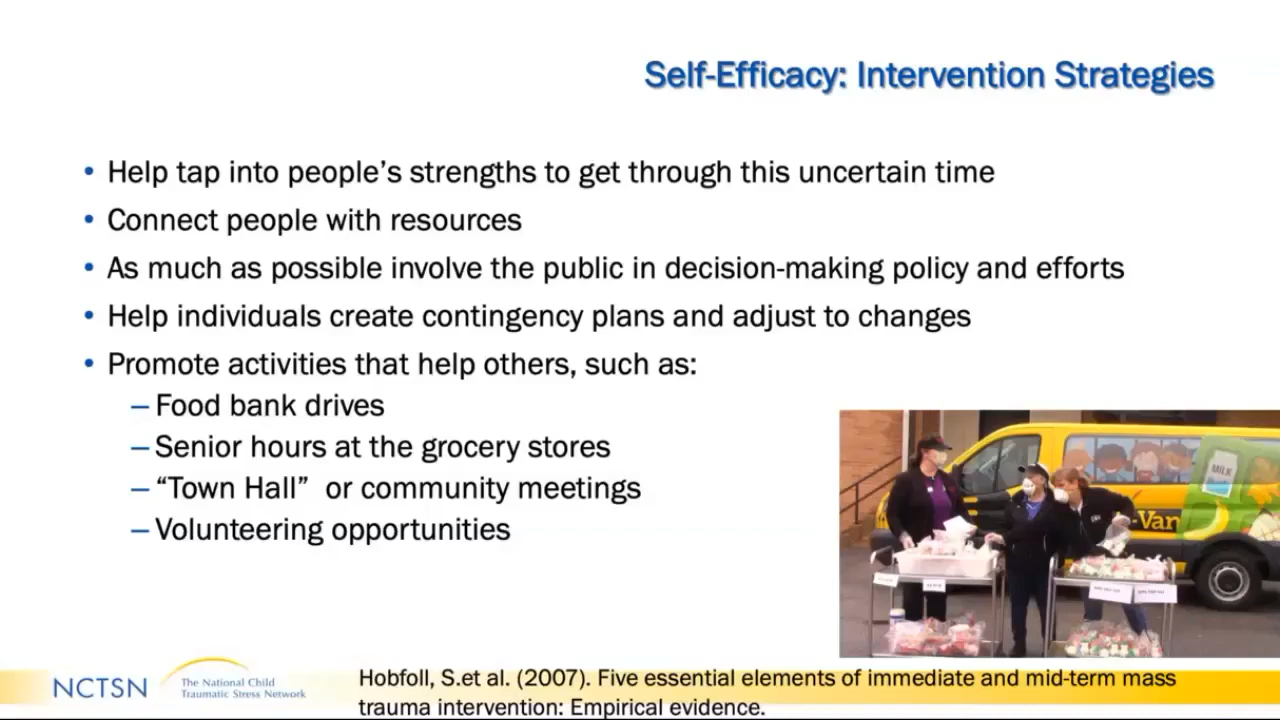 Self-Efficacy: Intervention Strategies
• Help tap into people's strengths to get through this uncertain time
• Connect people with resources
• As much as possible involve the public in decision-making policy and efforts
• Help individuals create contingency plans and adjust to changes
• Promote activities that help others, such as:
– Food bank drives
– Senior hours at the grocery stores
– “Town Hall” or community meetings
– Volunteering opportunities
MILK
-Van
NCTSN
The National Child
Traumatic Stress Network
Hobfoll, S.et al. (2007). Five essential elements of immediate and mid-term mass
trauma intervention: Empirical evidence.